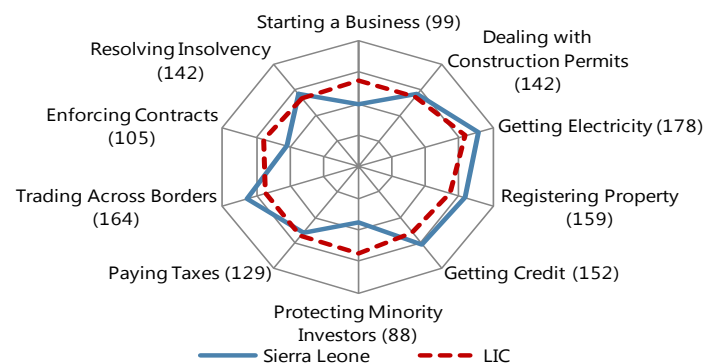 Starting a Business (99)
Dealing with
Construction Permits
(142)
Getting Electricity (178)
Registering Property
(159)
Getting Credit (152)
Protecting Minority
Investors (88)
Paying Taxes (129)
Trading Across Borders
(164)
Enforcing Contracts
(105)
Resolving Insolvency
(142)
Sierra Leone
LIC